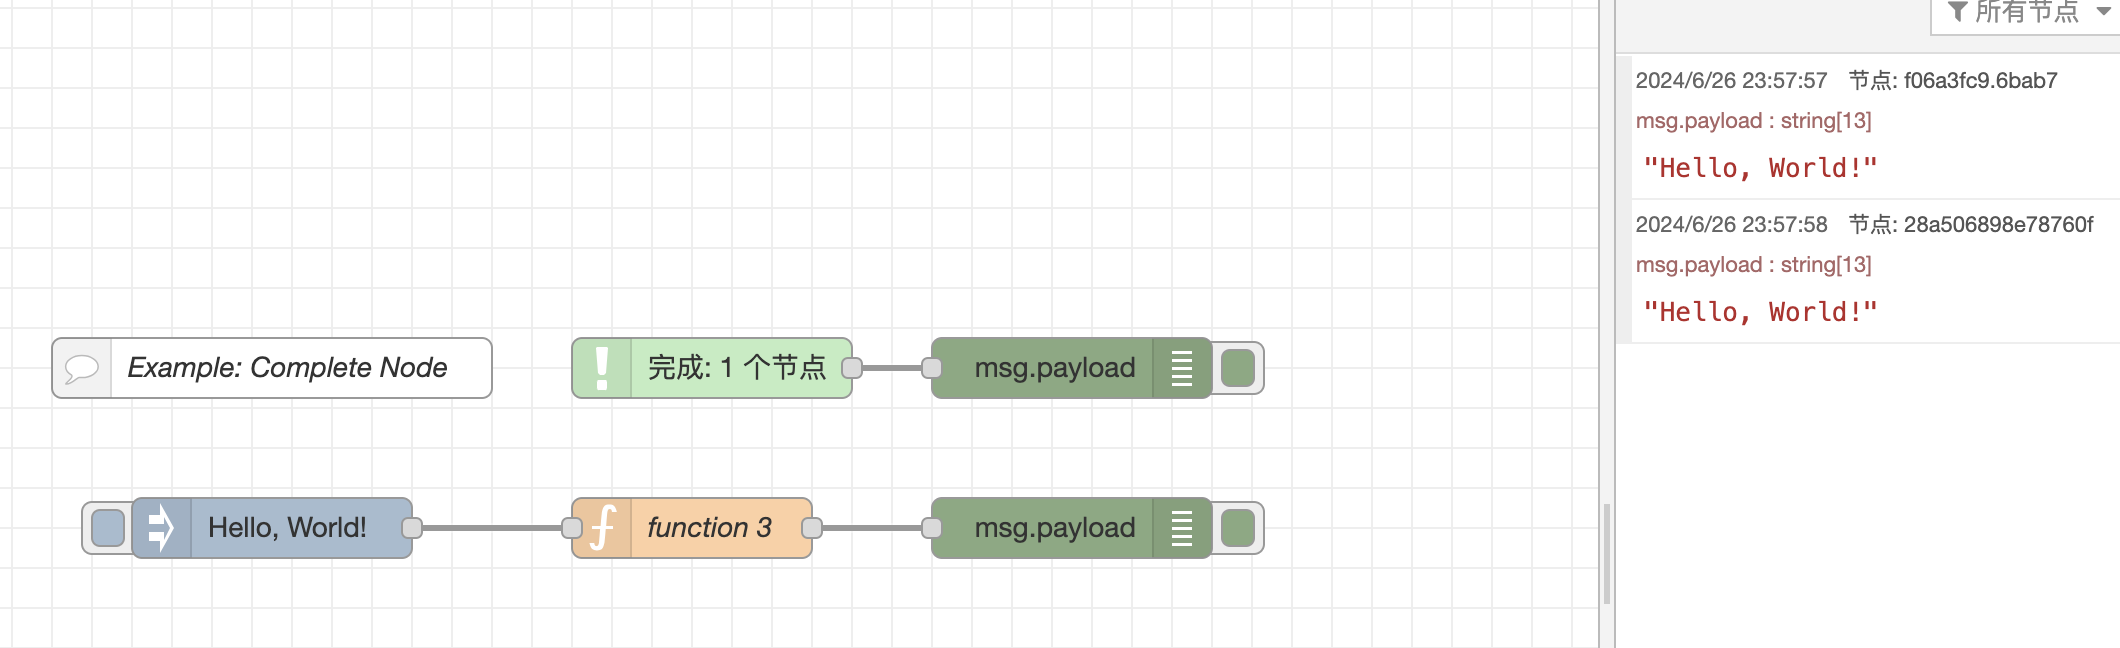 所有节点
2024/6/26 23:57:57 节点: f06a3fc9.6bab7
msg.payload : string[13]
"Hello, World!"
2024/6/26 23:57:58 节点: 28a506898e78760f
msg.payload : string[13]
"Hello, World!"
Example: Complete Node
完成: 1 个节点
msg.payload
Hello, World!
function 3
msg.payload